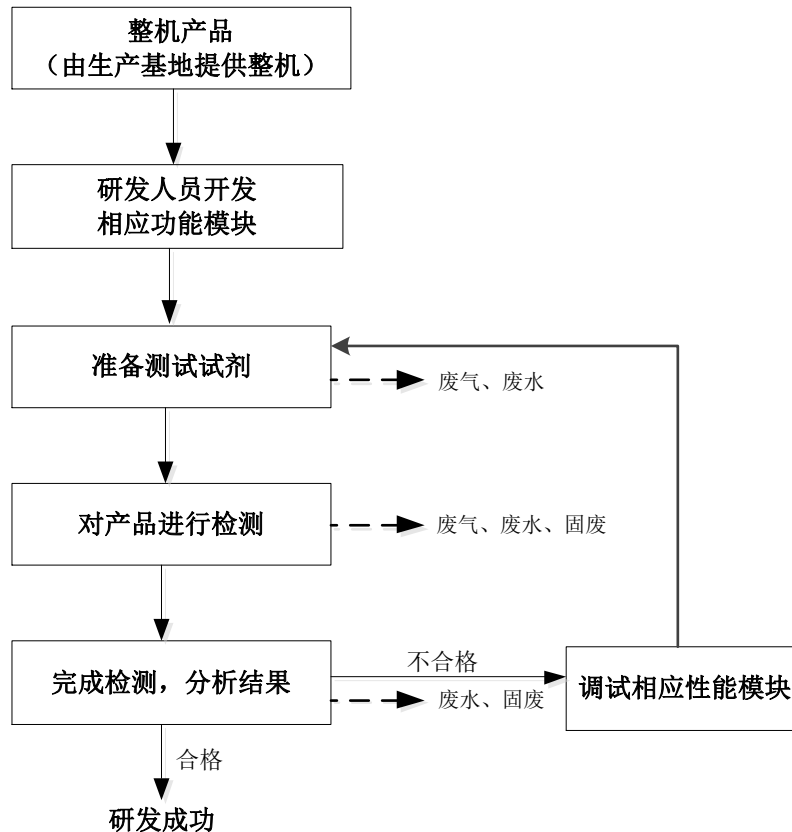 整机产品
（由生产基地提供整机）
研发人员开发
相应功能模块
准备测试试剂
废气、废水
对产品进行检测
废气、废水、固废
不合格
完成检测，分析结果
调试相应性能模块
废水、固废
合格
研发成功